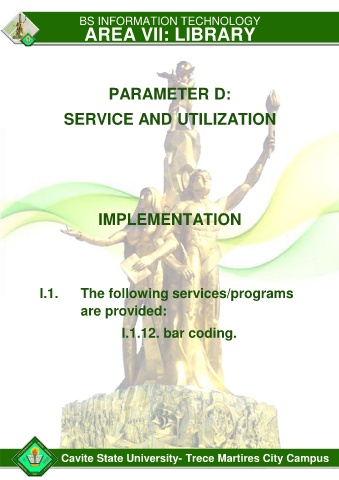 BS INFORMATION TECHNOLOGY
AREA VII: LIBRARY
PARAMETER D:
SERVICE AND UTILIZATION
IMPLEMENTATION
I.1. The following services/programs
are provided:
I.1.12. bar coding.
Cavite State University- Trece Martires City Campus